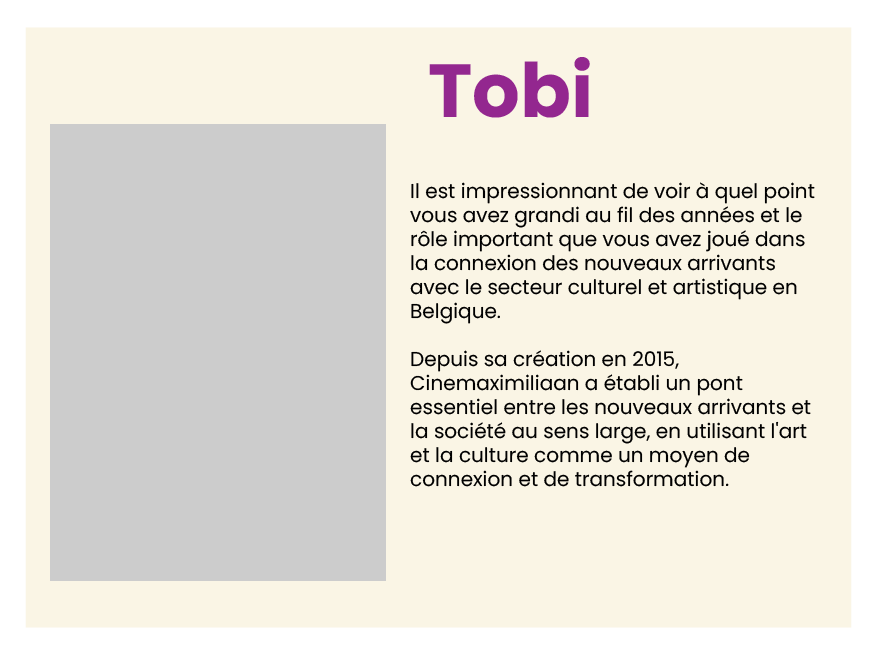 Tobi
Il est impressionnant de voir à quel point
vous avez grandi au fil des années et le
rôle important que vous avez joué dans
la connexion des nouveaux arrivants
avec le secteur culturel et artistique en
Belgique.
Depuis sa création en 2015,
Cinemaximiliaan a établi un pont
essentiel entre les nouveaux arrivants et
la société au sens large, en utilisant l'art
et la culture comme un moyen de
connexion et de transformation.